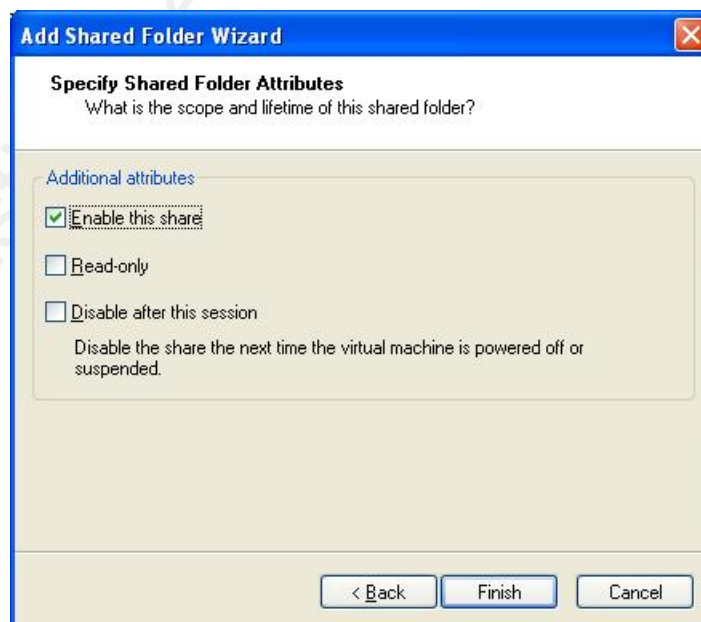 Add Shared Folder Wizard
Specify Shared Folder Attributes
What is the scope and lifetime of this shared folder?
Additional attributes
Enable this share
Read-only
Disable after this session
Disable the share the next time the virtual machine is powered off or
suspended.
< Back Finish Cancel